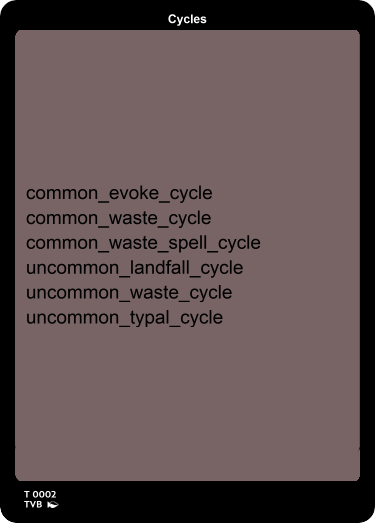 Cycles
common_evoke_cycle
common_waste_cycle
common_waste_spell_cycle
uncommon_landfall_cycle
uncommon_waste_cycle
uncommon_typal_cycle
T 0002
TVB